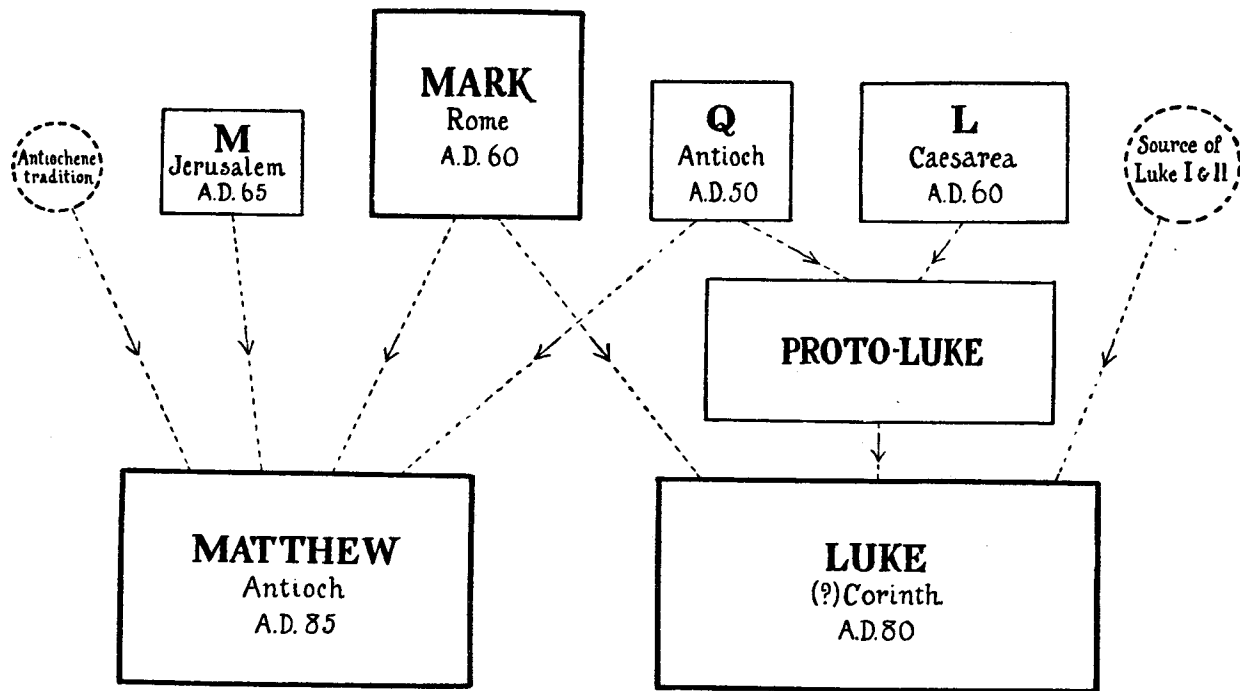 Antiochene
tradition
M
Jerusalem
A.D. 65
MARK
Rome
A.D. 60
Q
Antioch
A.D.50
L
Caesarea
A.D. 60
Source of
Luke I & II
PROTO-LUKE
MATTHEW
Antioch
A.D. 85
LUKE
(?)Corinth
A.D.80